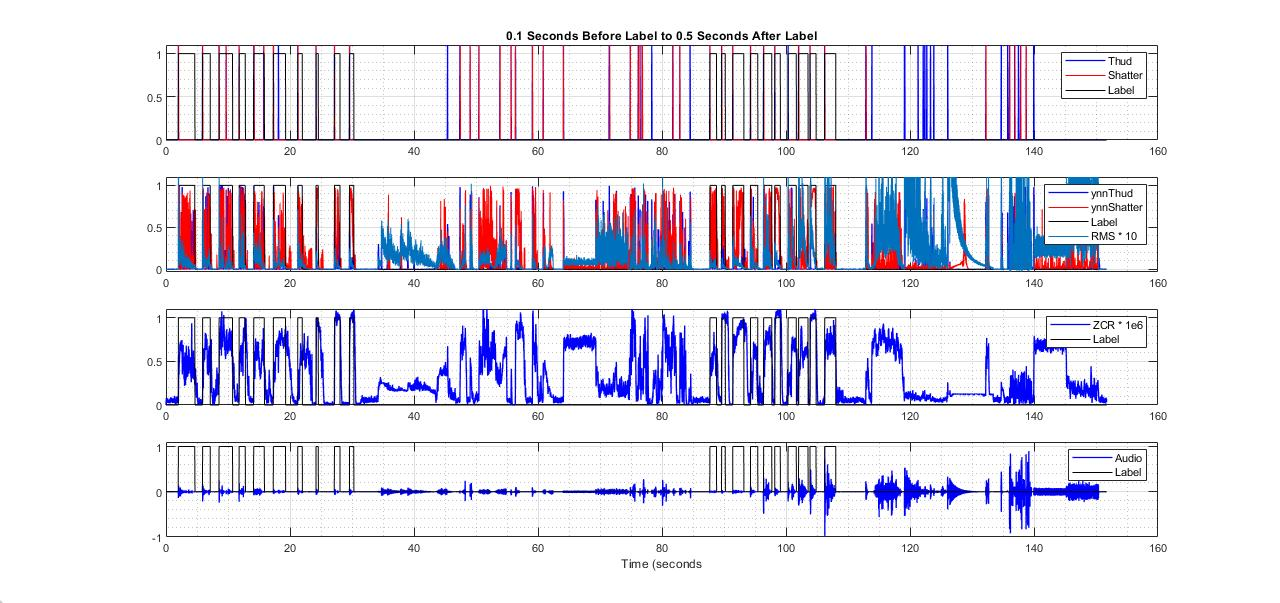 0.1 Seconds Before Label to 0.5 Seconds After Label
1
0.5
0
Thud
Shatter
Label
0 20 40 60 80 100 120 140 160
1
0.5
0
ynnThud
ynnShatter
Label
RMS * 10
0 20 40 60 80 100 120 140 160
1
0.5
0
ZCR * 1e6
Label
0 20 40 60 80 100 120 140 160
1
0
-1
Audio
Label
0 20 40 60 80 100 120 140 160
Time (seconds